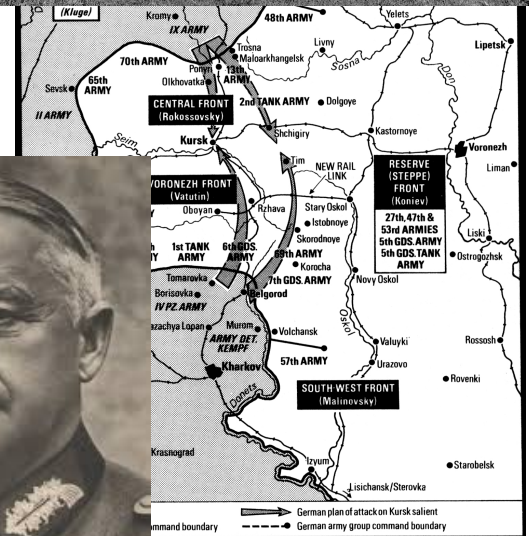 (Kluge)
Kromy
IX ARMY
48th ARMY
Yelets
Livny
Lipetsk
Trosna
Maloarkhangelsk
Sosna
Don
70th ARMY
Ponyri
13th
ARMY
65th
ARMY
Sevsk
Olkhovatka
II ARMY
CENTRAL FRONT
(Rokossovsky)
2nd TANK ARMY
Dolgoye
Seim
Kursk
Shchigiry
Kastornoye
Voronezh
Tim
NEW RAIL
LINK
RESERVE
(STEPPE)
FRONT
(Koniev)
27th, 47th &
53rd ARMIES
5th GDS. ARMY
5th GDS. TANK
ARMY
Liman
VORONEZH FRONT
(Vatutin)
Oboyan
Rzhava
Stary Oskol
Istobnoye
Skorodnoye
Liski
1st TANK
ARMY
6th GDS.
ARMY
69th ARMY
Korocha
Ostrogozhsk
7th GDS. ARMY
Novy Oskol
Tomarovka
Borisovka
IV PZ. ARMY
Belgorod
Oskol
azachya Lopan
Murom
Volchansk
ARMY DET.
KEMPF
57th ARMY
Valuyki
Urazovo
Rossosh
Kharkov
Donets
Rovenki
SOUTH-WEST FRONT
(Malinovsky)
Krasnograd
Izyum
Starobelsk
Lisichansk/Sterovka
German plan of attack on Kursk salient
ommand boundary
German army group command boundary